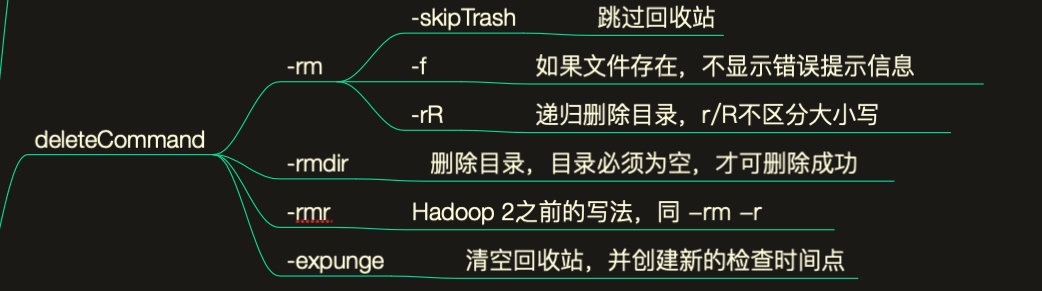 -skipTrash 跳过回收站
-rm
-f 如果文件存在，不显示错误提示信息
-rR 递归删除目录，r/R不区分大小写
deleteCommand
-rmdir 删除目录，目录必须为空，才可删除成功
-rmr Hadoop 2之前的写法，同 –rm –r
-expunge 清空回收站，并创建新的检查时间点